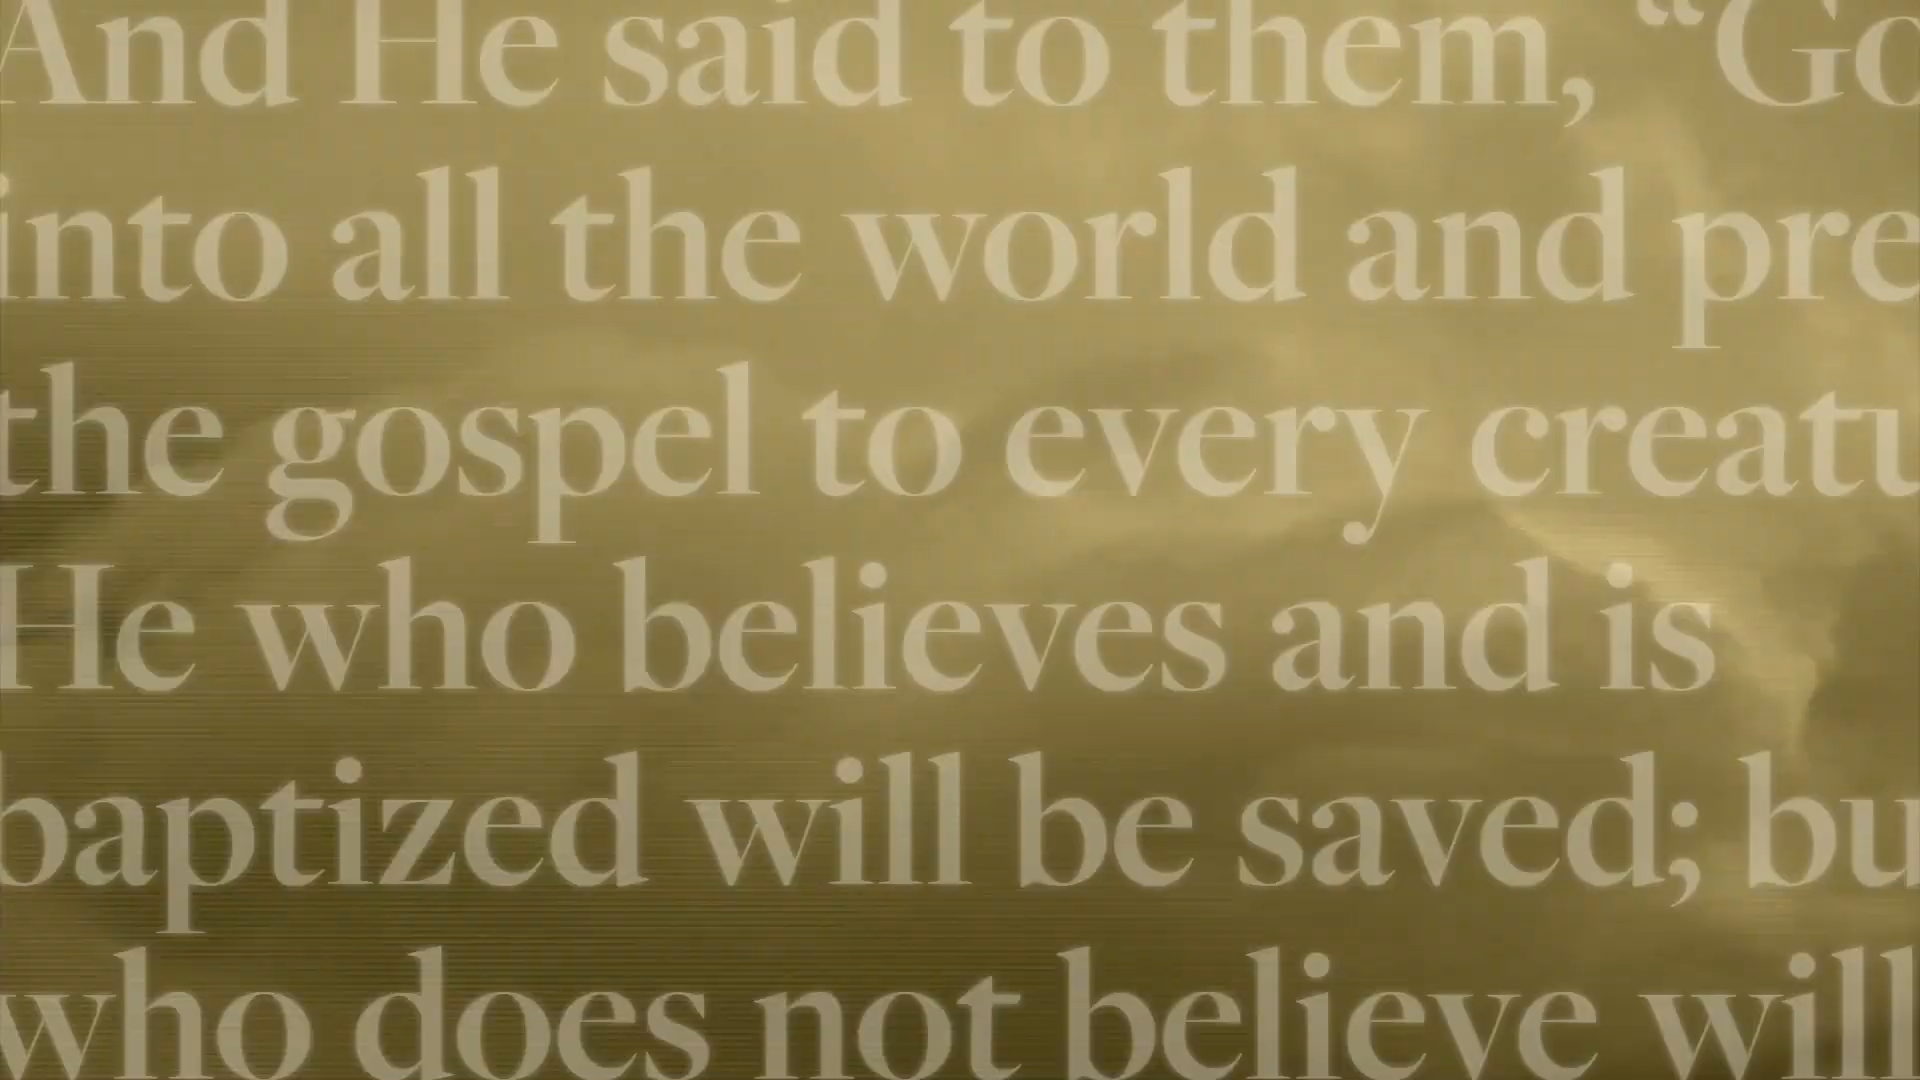 And He said to them, “Go
into all the world and pre
the gospel to every creatu
He who believes and is
baptized will be saved; bu
who does not believe will